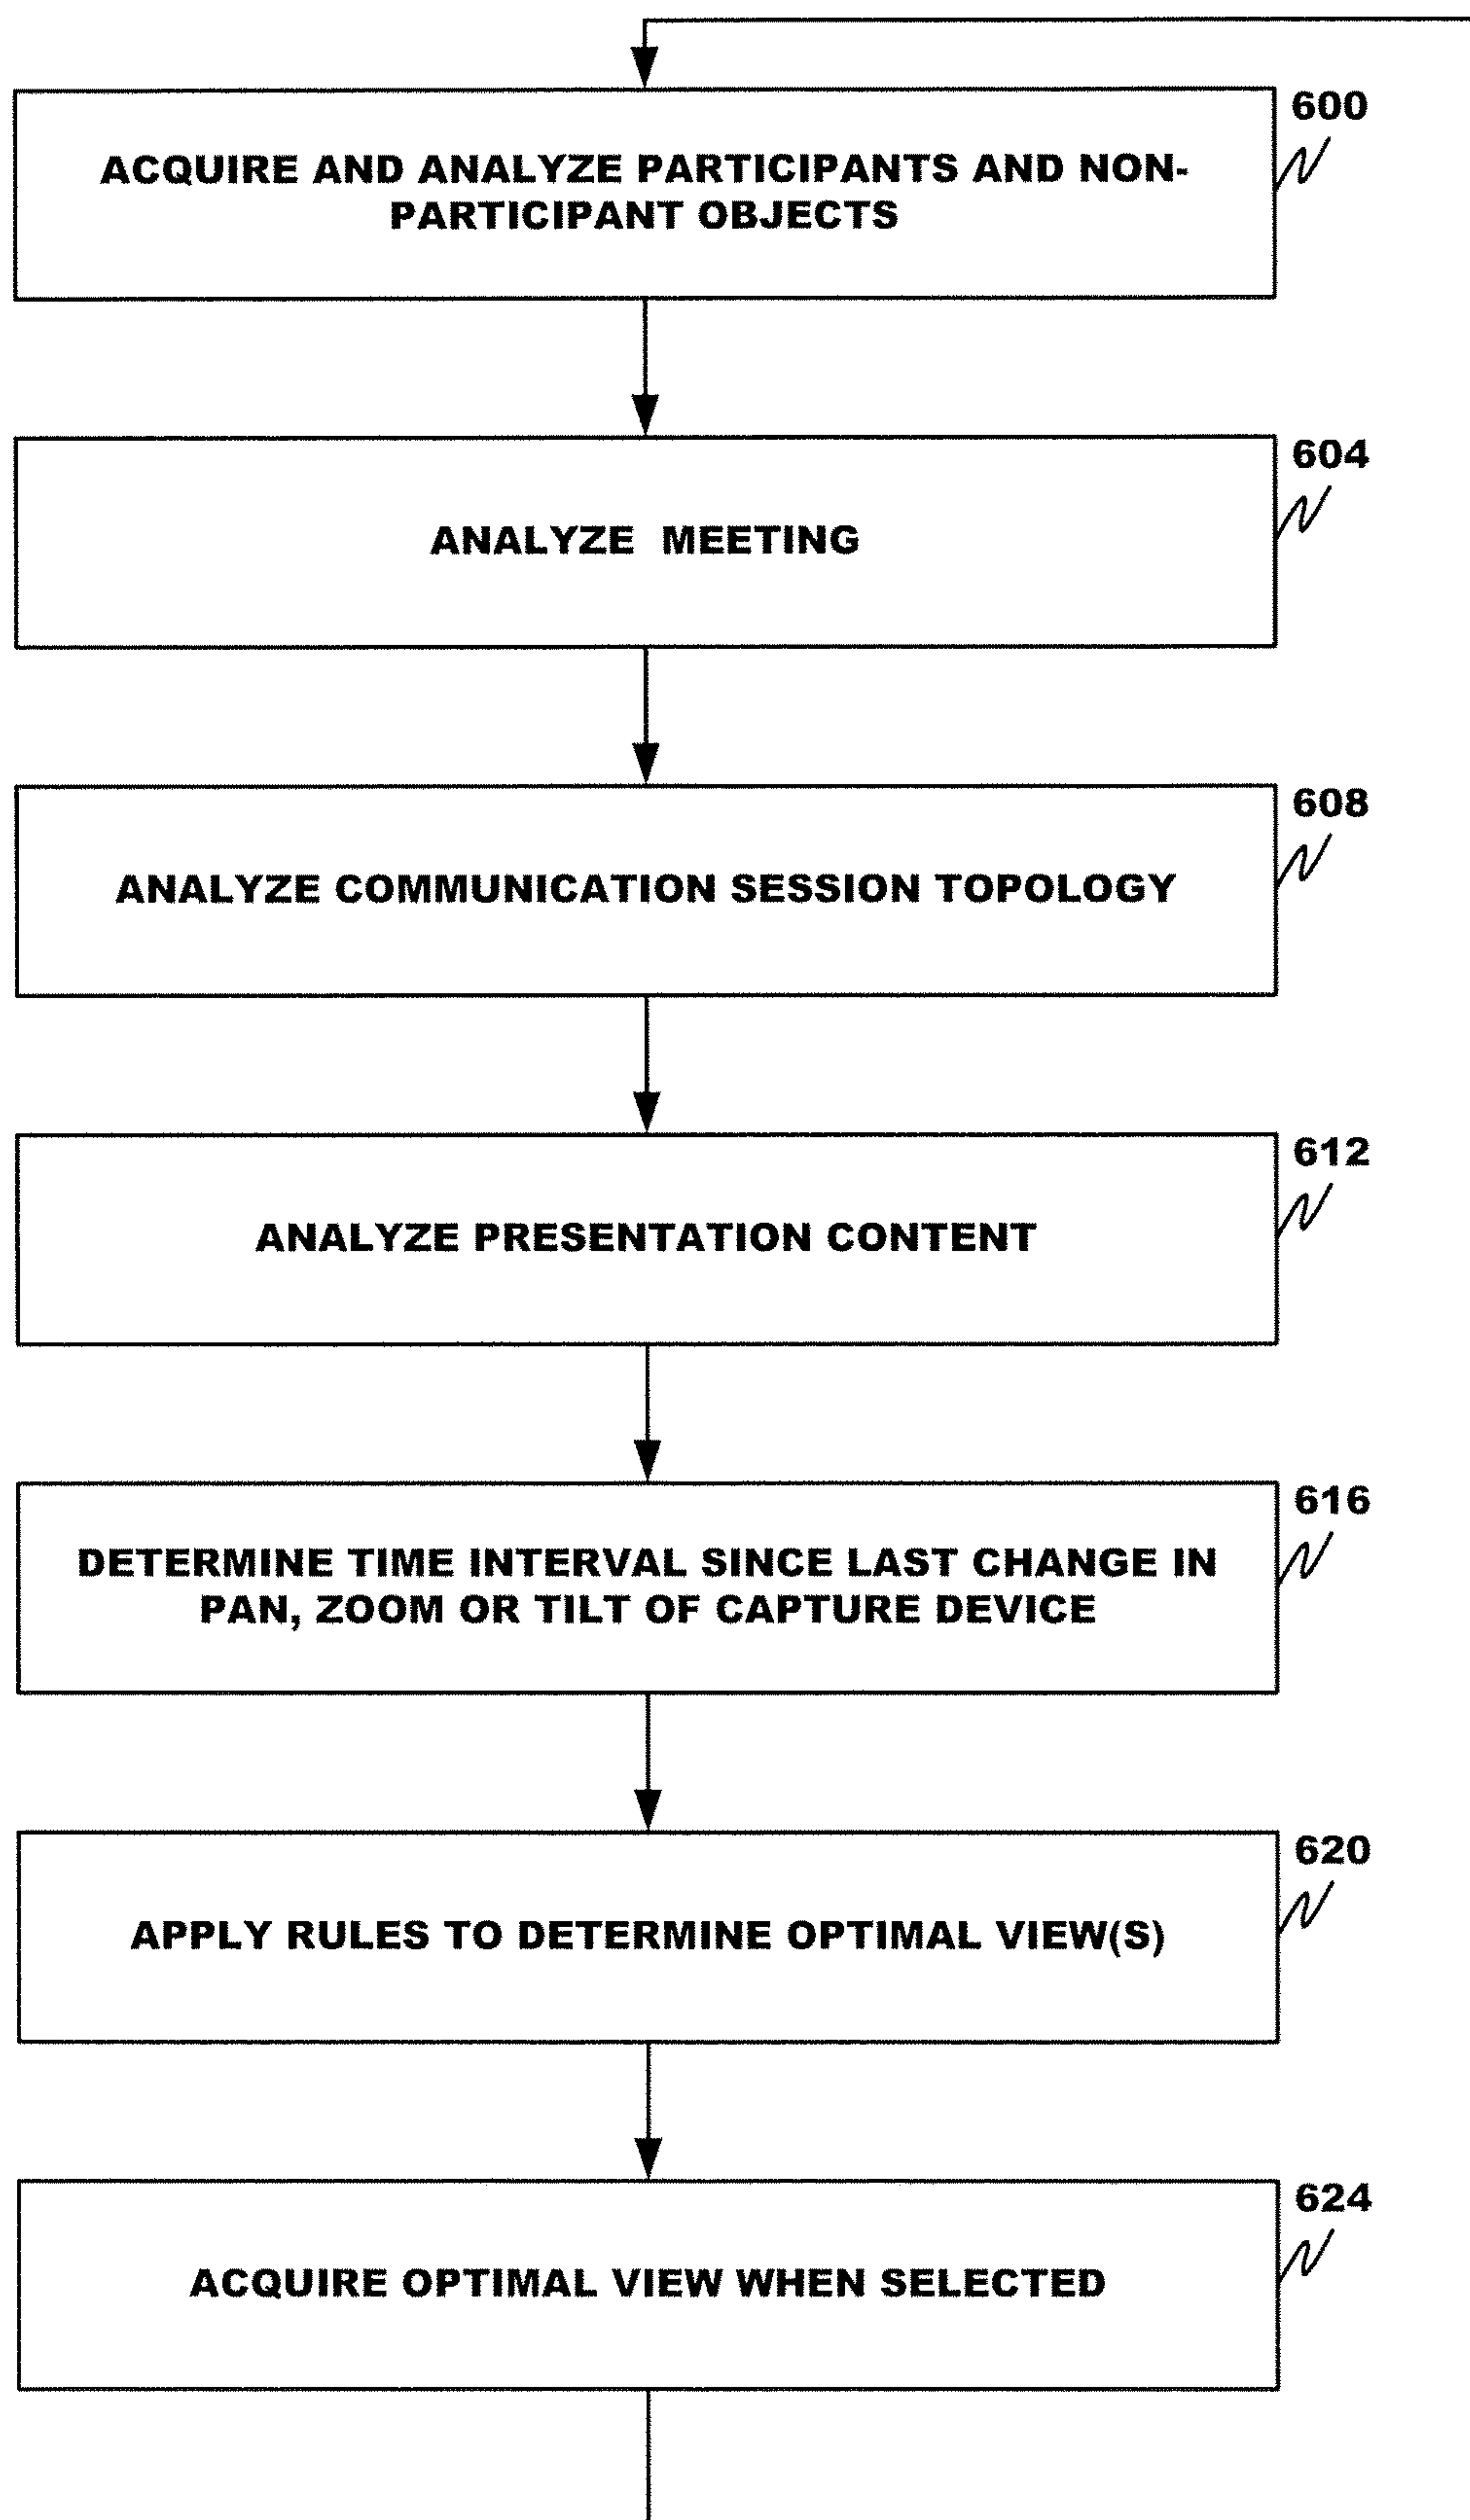 600
ACQUIRE AND ANALYZE PARTICIPANTS AND NON-
PARTICIPANT OBJECTS
604
ANALYZE MEETING
608
ANALYZE COMMUNICATION SESSION TOPOLOGY
612
ANALYZE PRESENTATION CONTENT
616
DETERMINE TIME INTERVAL SINCE LAST CHANGE IN
PAN, ZOOM OR TILT OF CAPTURE DEVICE
620
APPLY RULES TO DETERMINE OPTIMAL VIEW(S)
624
ACQUIRE OPTIMAL VIEW WHEN SELECTED